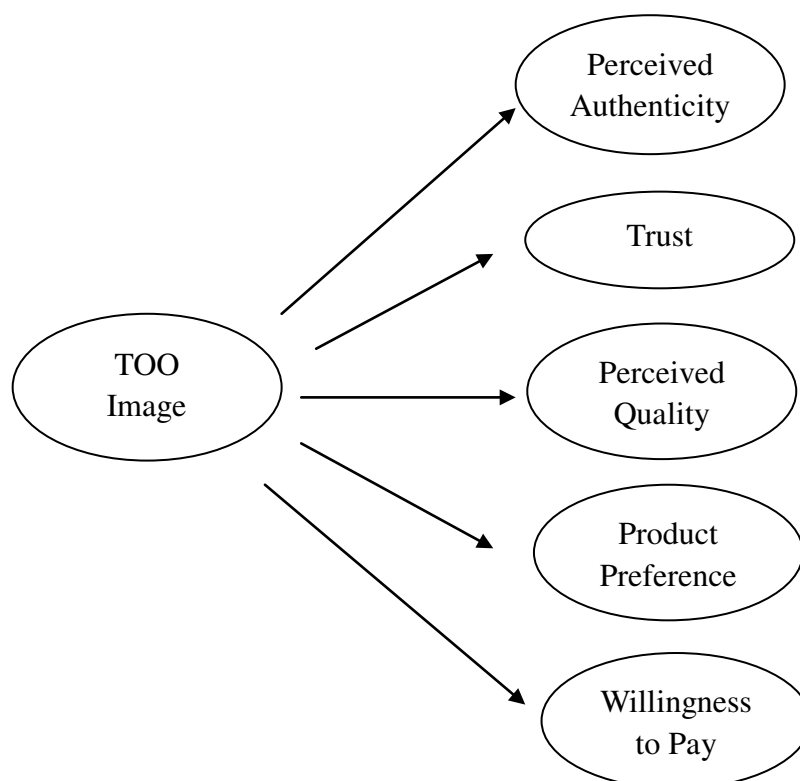 Perceived
Authenticity
Trust
TOO
Image
Perceived
Quality
Product
Preference
Willingness
to Pay